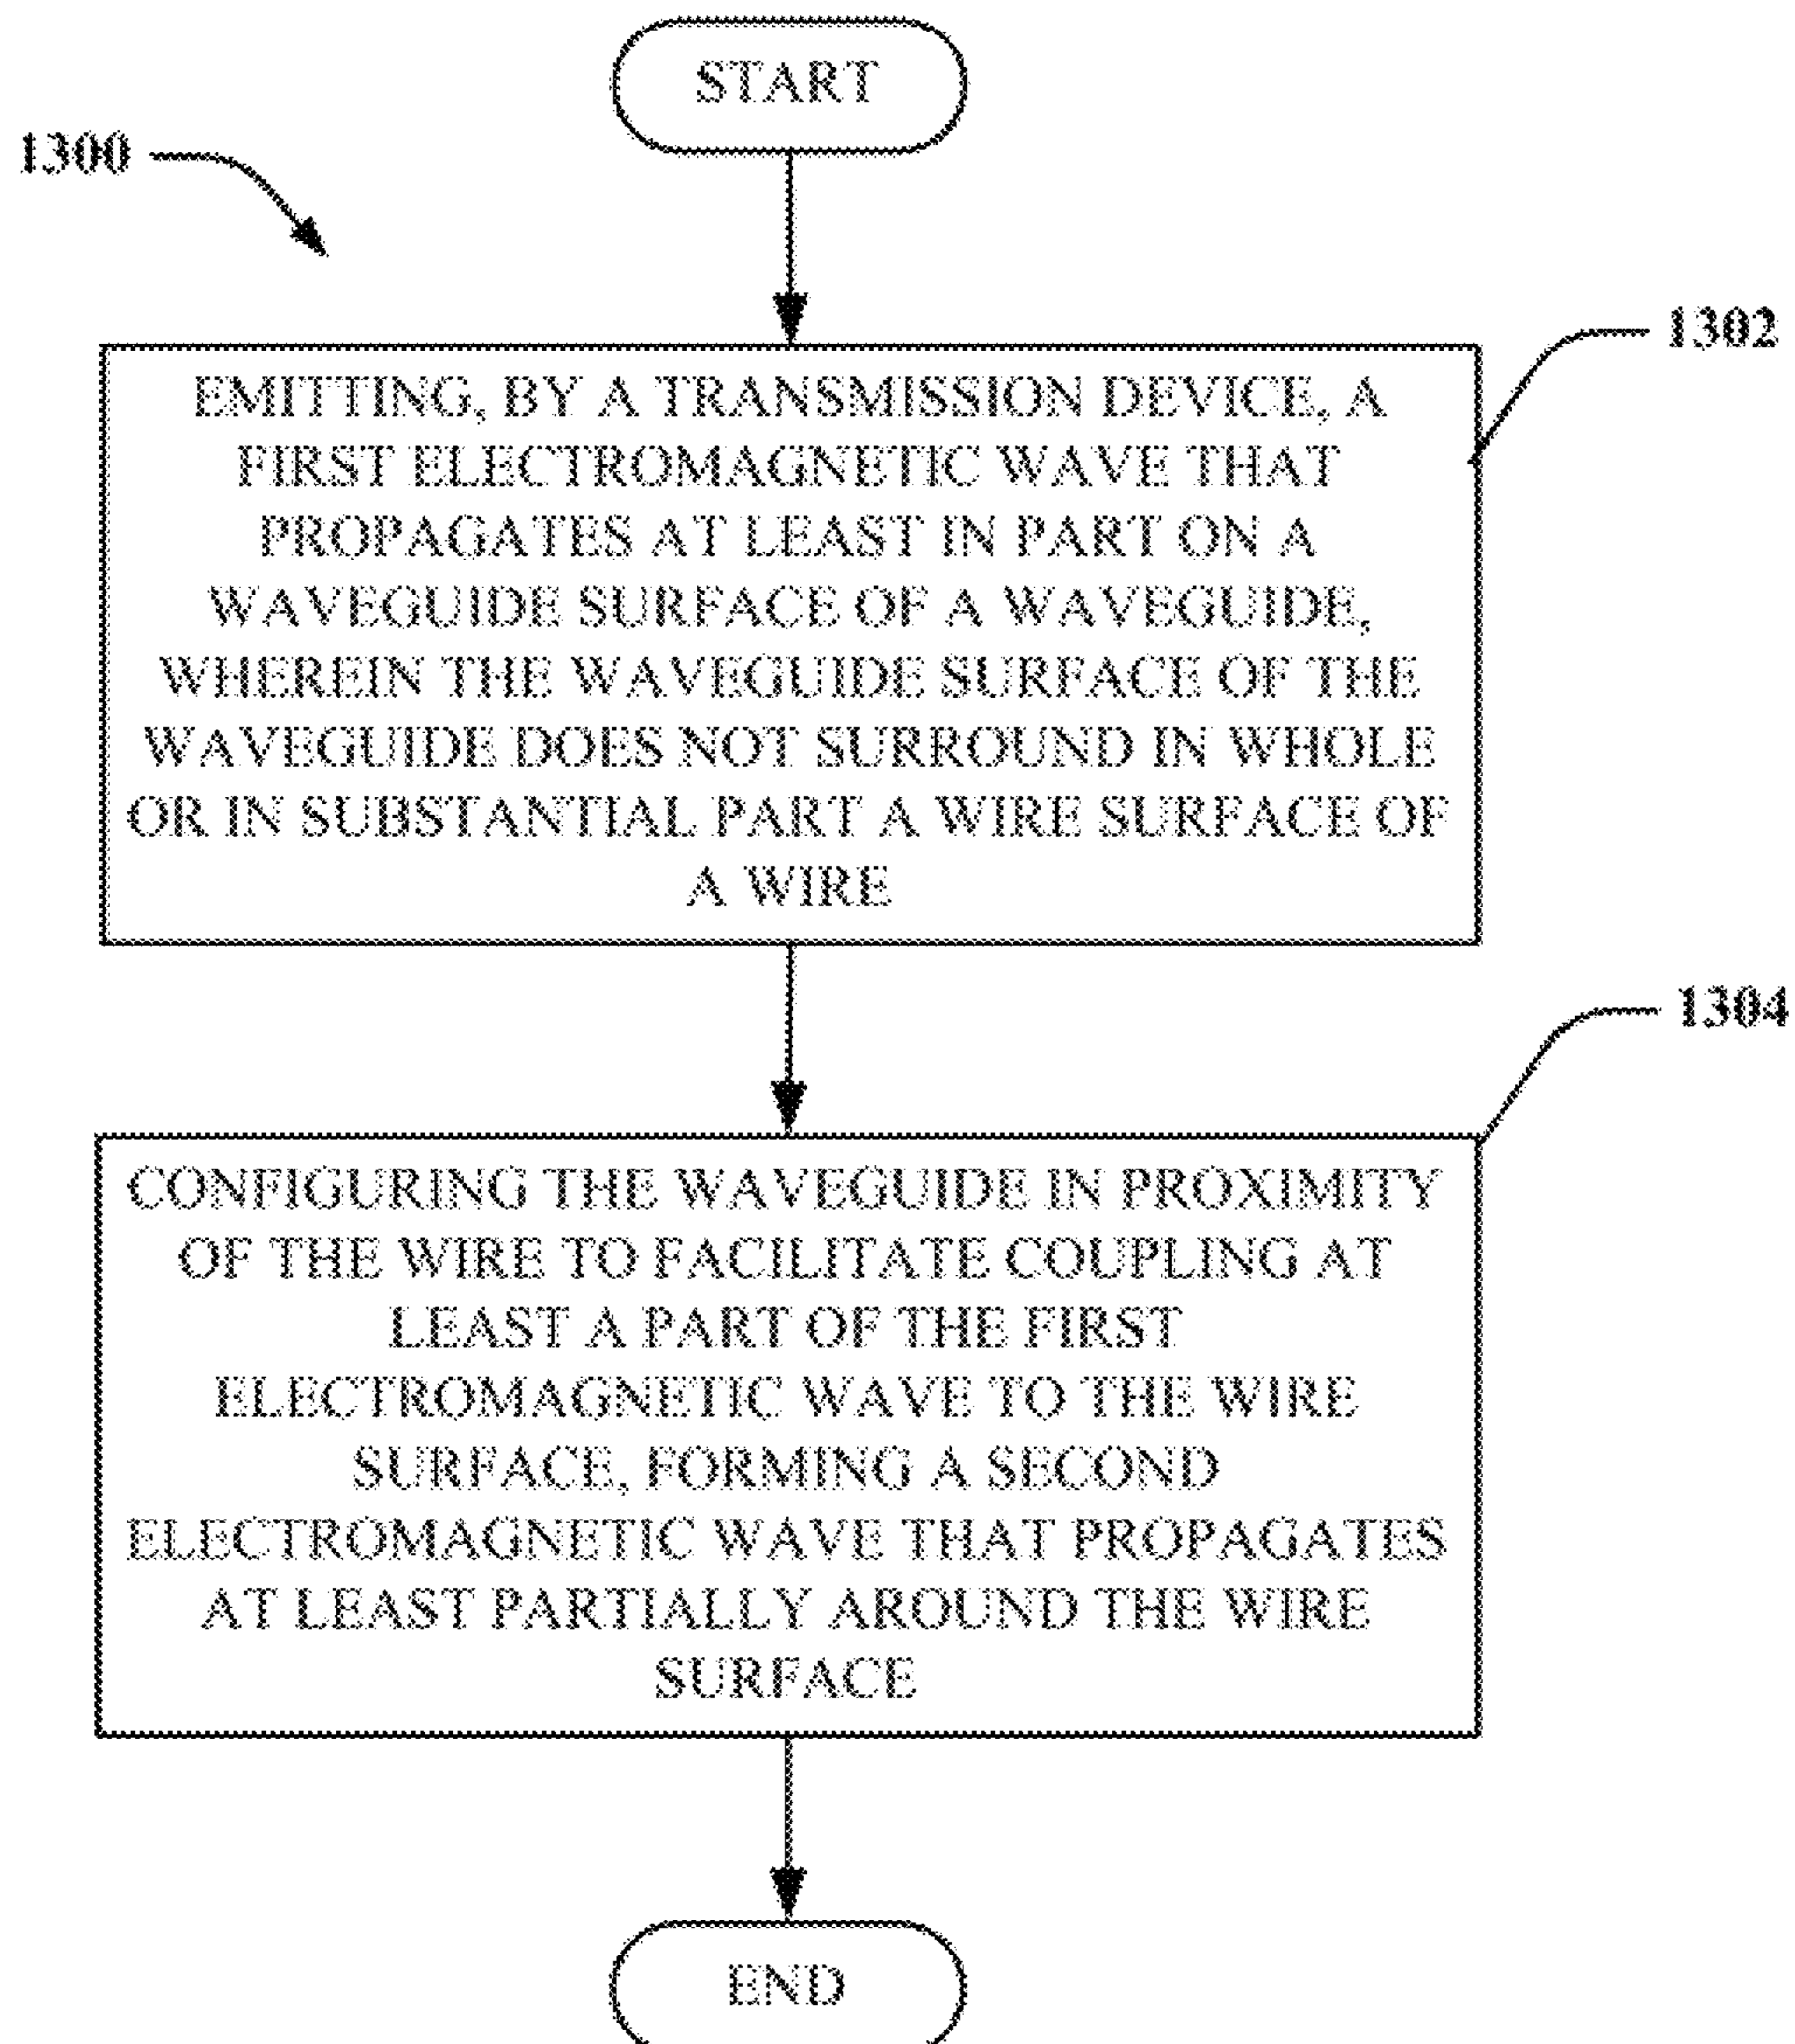 START
1300
1302
EMITTING, BY A TRANSMISSION DEVICE, A
FIRST ELECTROMAGNETIC WAVE THAT
PROPAGATES AT LEAST IN PART ON A
WAVEGUIDE SURFACE OF A WAVEGUIDE,
WHEREIN THE WAVEGUIDE SURFACE OF THE
WAVEGUIDE DOES NOT SURROUND IN WHOLE
OR IN SUBSTANTIAL PART A WIRE SURFACE OF
A WIRE
1304
CONFIGURING THE WAVEGUIDE IN PROXIMITY
OF THE WIRE TO FACILITATE COUPLING AT
LEAST A PART OF THE FIRST
ELECTROMAGNETIC WAVE TO THE WIRE
SURFACE, FORMING A SECOND
ELECTROMAGNETIC WAVE THAT PROPAGATES
AT LEAST PARTIALLY AROUND THE WIRE
SURFACE
END